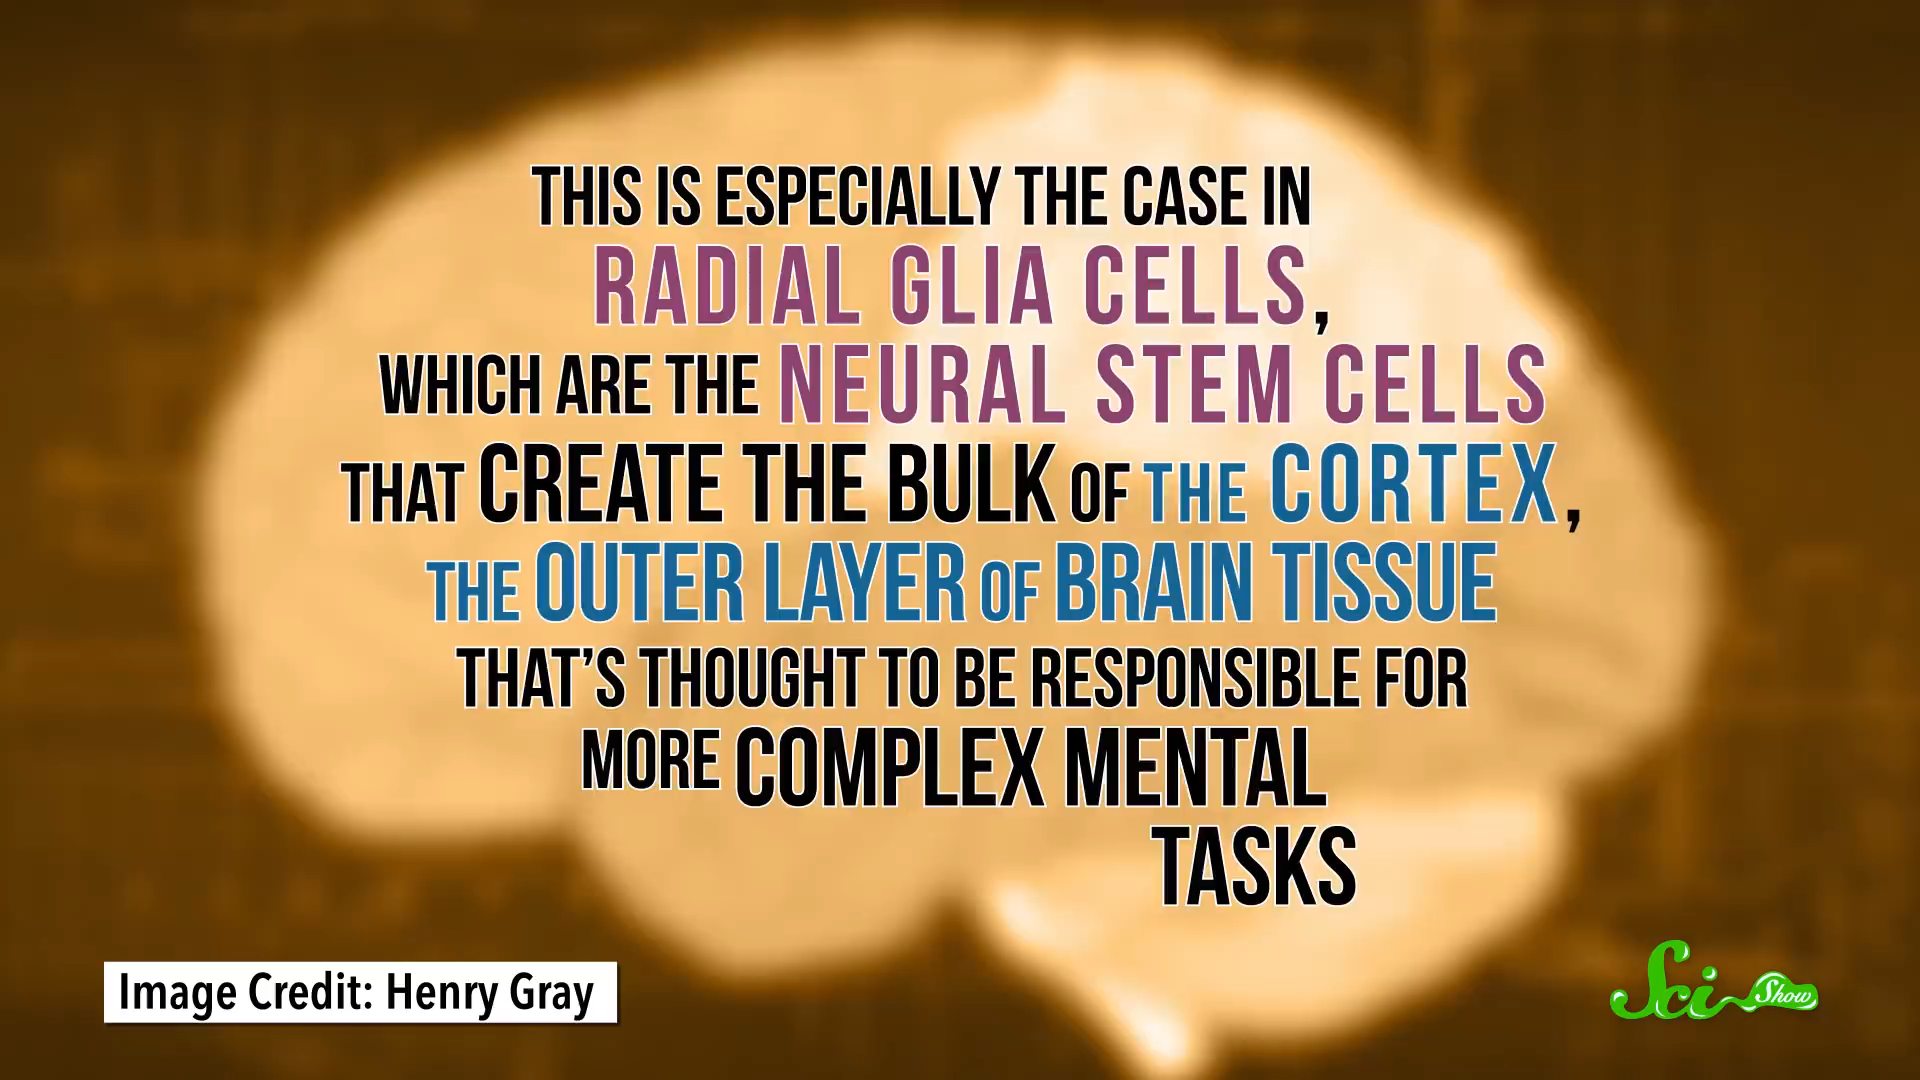 THIS IS ESPECIALLY THE CASE IN
RADIAL GLIA CELLS,
WHICH ARE THE NEURAL STEM CELLS
THAT CREATE THE BULK OF THE CORTEX,
THE OUTER LAYER OF BRAIN TISSUE
THAT'S THOUGHT TO BE RESPONSIBLE FOR
MORE COMPLEX MENTAL
TASKS
Image Credit: Henry Gray
Sci Show